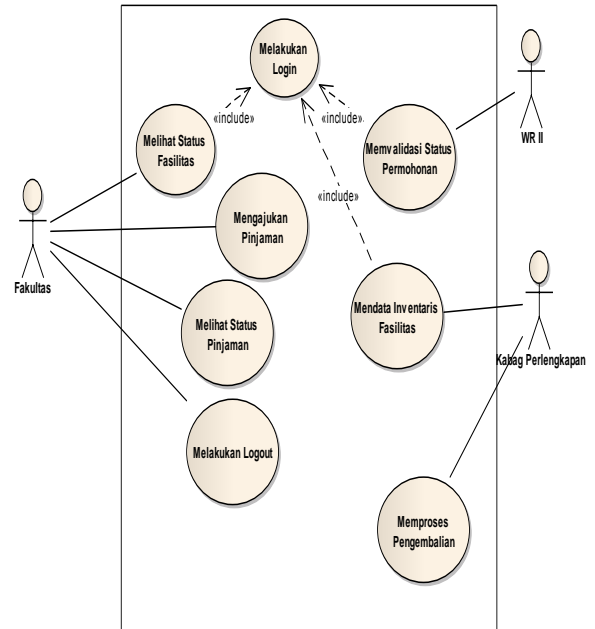 Melakukan
Login
WR II
«include»
«include»
Melihat Status
Fasilitas
Memvalidasi Status
Permohonan
«include»
Mengajukan
Pinjaman
Fakultas
Mendata Inventaris
Fasilitas
Melihat Status
Pinjaman
Kabag Perlengkapan
Melakukan Logout
Memproses
Pengembalian